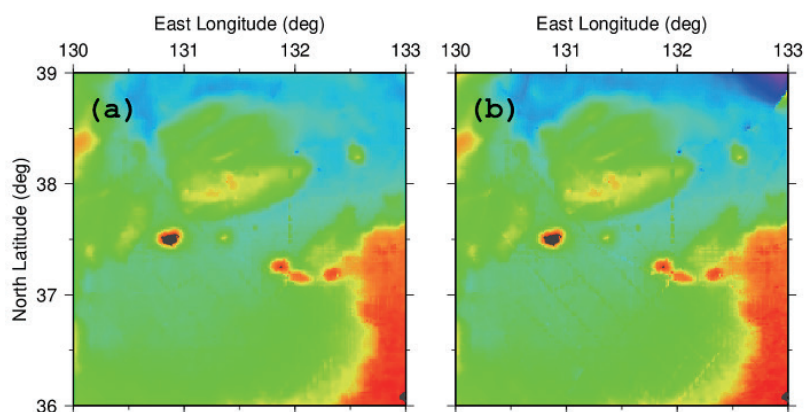 East Longitude (deg)
East Longitude (deg)
130 131 132 133
130 131 132 133
39
(a)
(b)
38
North Latitude (deg)
37
36